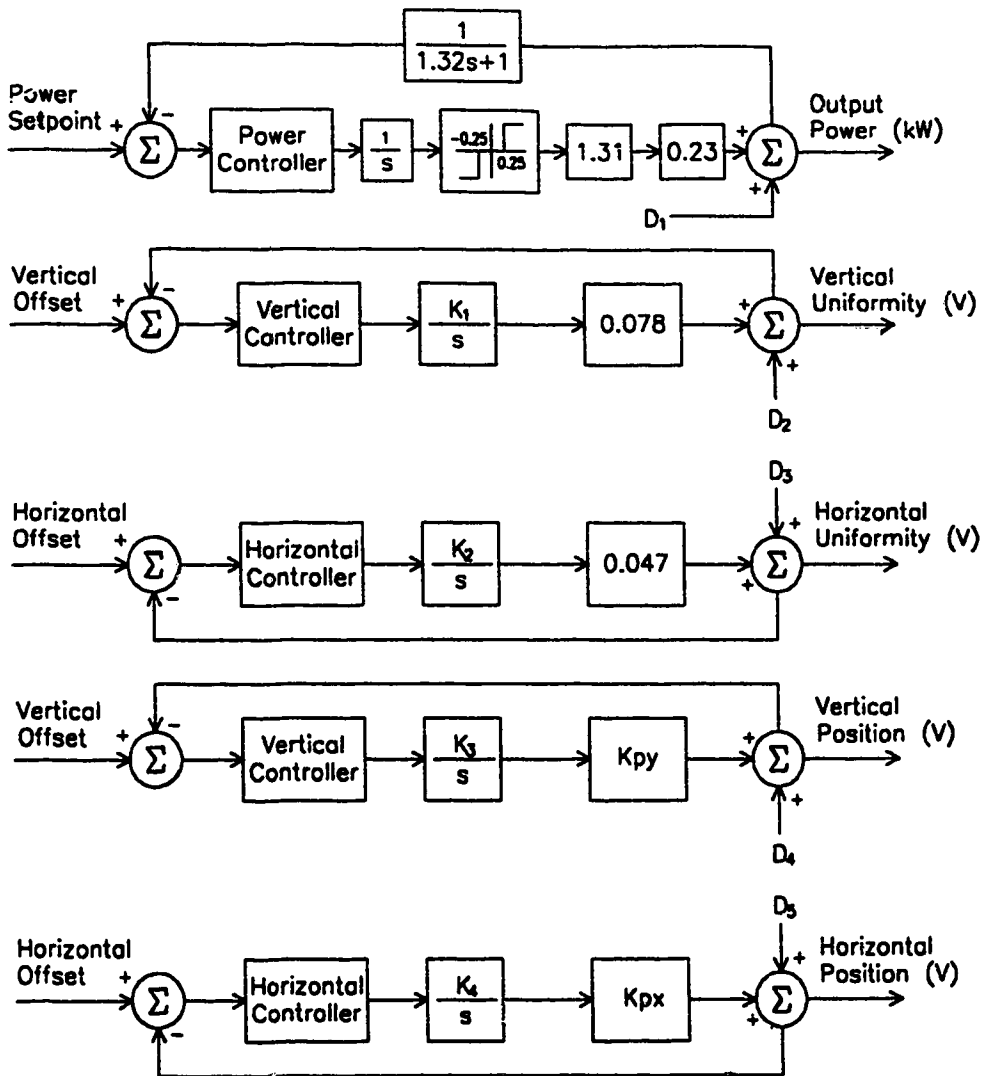 1
1.32s+1
Power
Setpoint
+
−
Σ
Power
Controller
1
s
-0.25
0.25
1.31
0.23
+
Σ
+
Output
Power (kW)
D₁
Vertical
Offset
+
−
Σ
Vertical
Controller
K₁
s
0.078
+
Σ
+
Vertical
Uniformity (V)
D₂
D₃
Horizontal
Offset
+
−
Σ
Horizontal
Controller
K₂
s
0.047
+
Σ
+
Horizontal
Uniformity (V)
Vertical
Offset
+
−
Σ
Vertical
Controller
K₃
s
Kpy
+
Σ
+
Vertical
Position (V)
D₄
D₅
Horizontal
Offset
+
−
Σ
Horizontal
Controller
K₄
s
Kpx
+
Σ
+
Horizontal
Position (V)